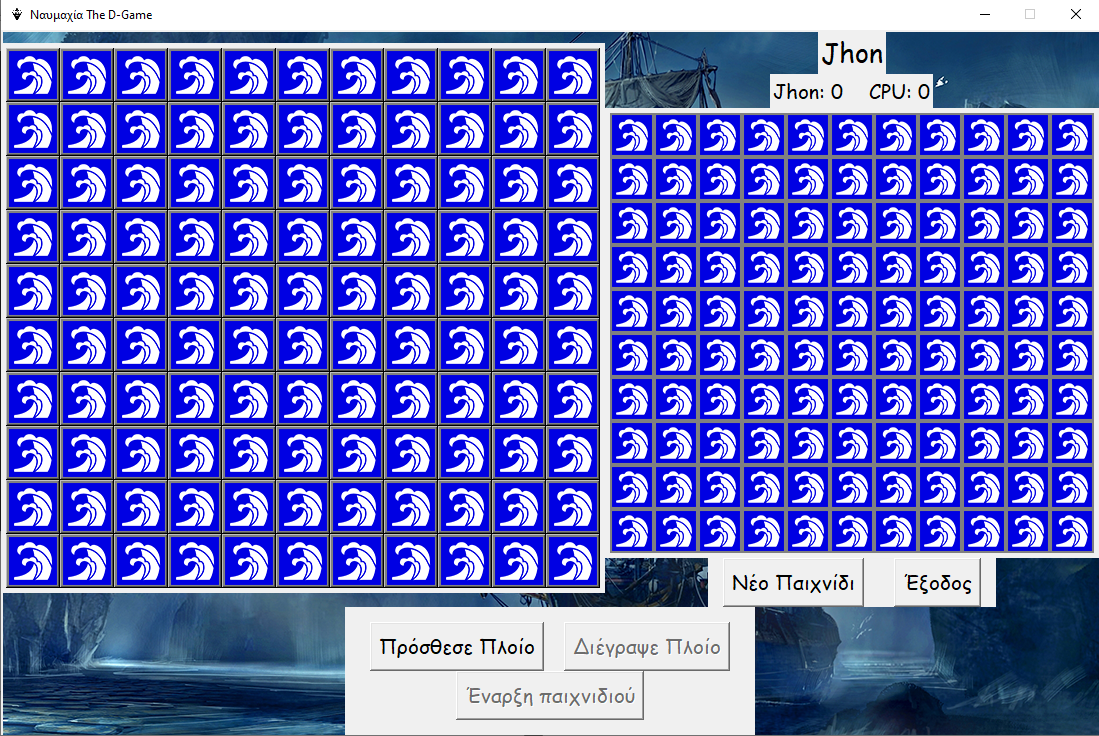 Ναυμαχία The D-Game
Jhon
Jhon: 0 CPU: 0
Νέο Παιχνίδι Έξοδος
Πρόσθεσε Πλοίο Διέγραψε Πλοίο
Έναρξη παιχνιδιού